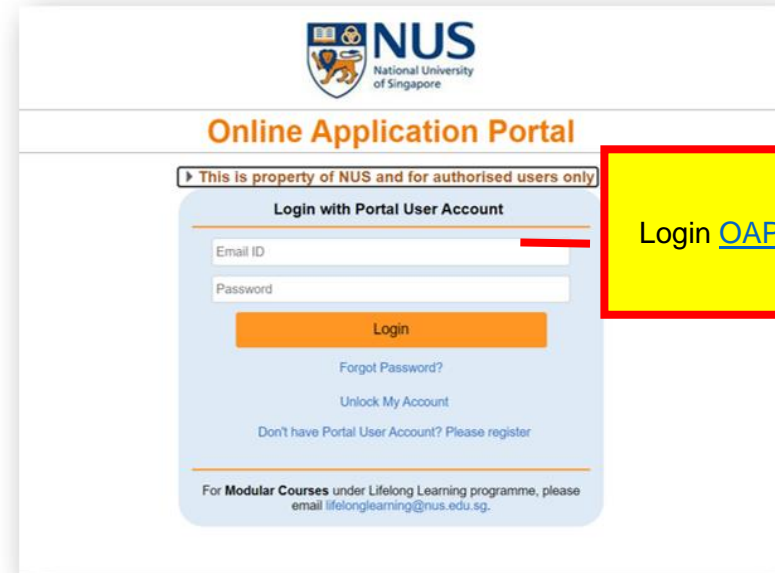 NUS
National University
of Singapore
Online Application Portal
This is property of NUS and for authorised users only
Login with Portal User Account
Email ID
Login OAP
Password
Login
Forgot Password?
Unlock My Account
Don't have Portal User Account? Please register
For Modular Courses under Lifelong Learning programme, please
email lifelonglearning@nus.edu.sg.